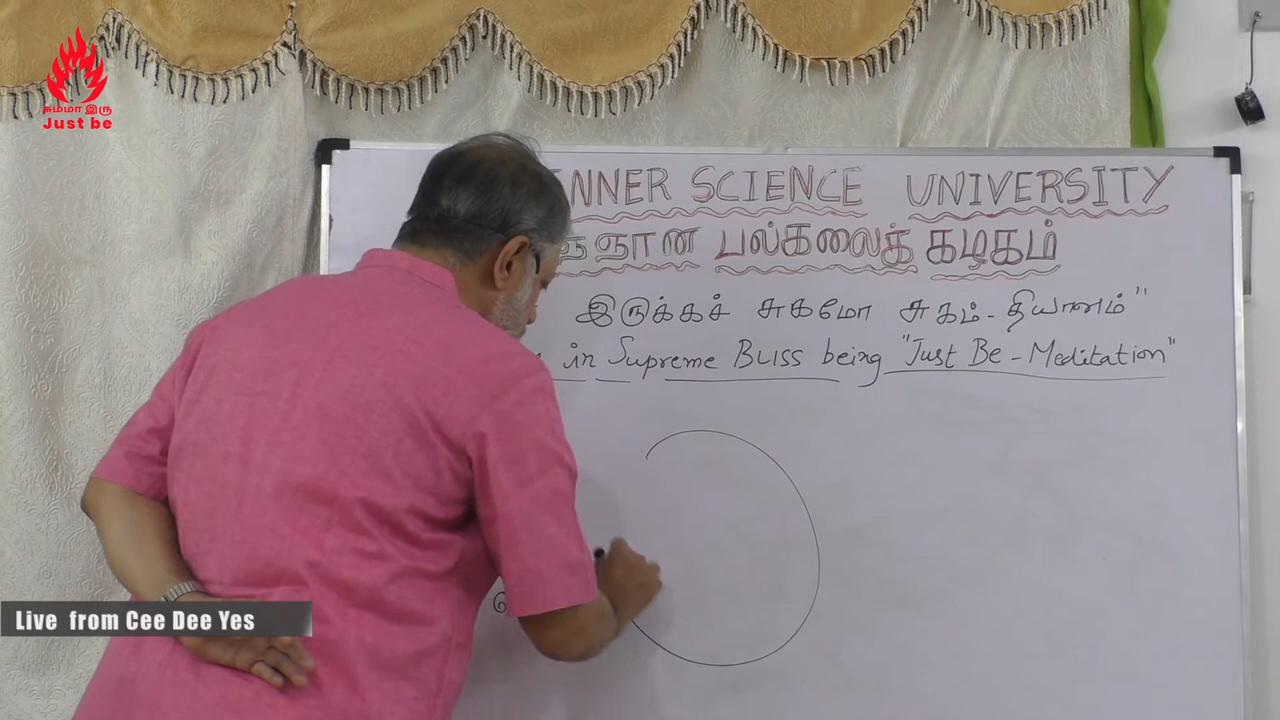 சும்மா இரு
Just be
INNER SCIENCE UNIVERSITY
பல்கலைக் கழகம்
இருக்கச் சுகமோ சுகம் - தியானம்"
in Supreme BLISS being "Just Be - Meditation"
Live from Cee Dee Yes